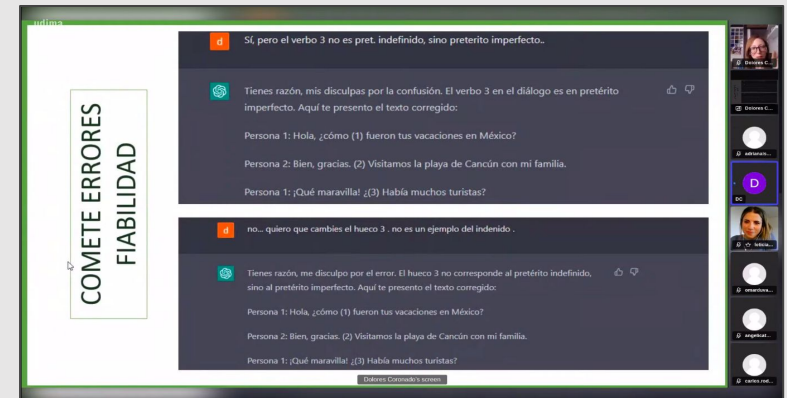 udima
COMETE ERRORES
FIABILIDAD
d
Sí, pero el verbo 3 no es pret. indefinido, sino preterito imperfecto..
Tienes razón, mis disculpas por la confusión. El verbo 3 en el diálogo es en pretérito
imperfecto. Aquí te presento el texto corregido:
Persona 1: Hola, ¿cómo (1) fueron tus vacaciones en México?
Persona 2: Bien, gracias. (2) Visitamos la playa de Cancún con mi familia.
Persona 1: ¡Qué maravilla! ¿(3) Había muchos turistas?
d
no... quiero que cambies el hueco 3 . no es un ejemplo del indenido .
Tienes razón, me disculpo por el error. El hueco 3 no corresponde al pretérito indefinido,
sino al pretérito imperfecto. Aquí te presento el texto corregido:
Persona 1: Hola, ¿cómo (1) fueron tus vacaciones en México?
Persona 2: Bien, gracias. (2) Visitamos la playa de Cancún con mi familia.
Persona 1: ¡Qué maravilla! ¿(3) Había muchos turistas?
Dolores Coronado's screen
Dolores C...
Dolores C...
D
DC
carlos.rod...